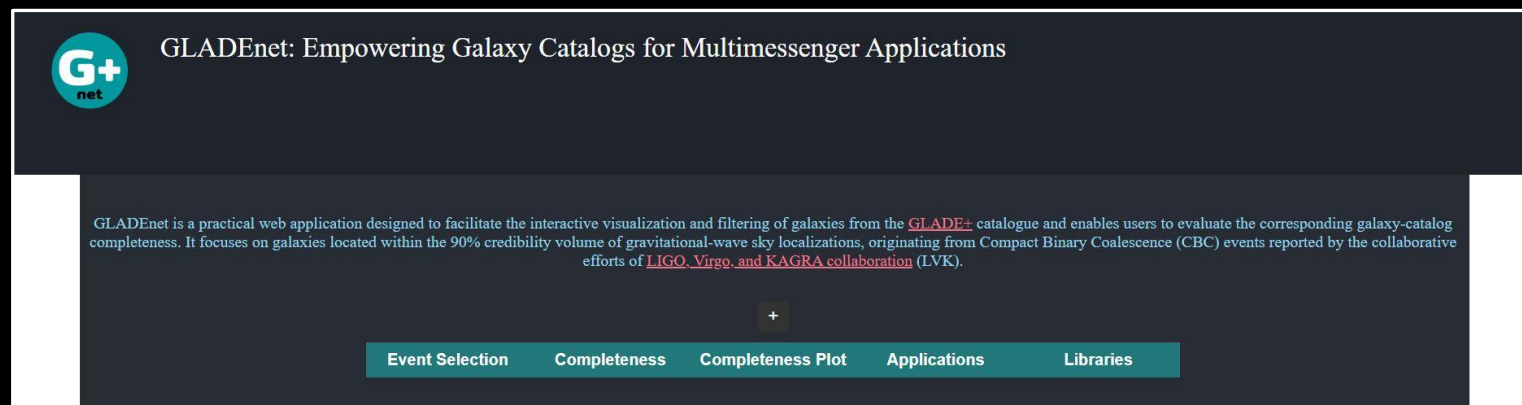 G+
net
GLADEnet: Empowering Galaxy Catalogs for Multimessenger Applications
GLADEnet is a practical web application designed to facilitate the interactive visualization and filtering of galaxies from the GLADE+ catalogue and enables users to evaluate the corresponding galaxy-catalog
completeness. It focuses on galaxies located within the 90% credibility volume of gravitational-wave sky localizations, originating from Compact Binary Coalescence (CBC) events reported by the collaborative
efforts of LIGO, Virgo, and KAGRA collaboration (LVK).
+
Event Selection Completeness Completeness Plot Applications Libraries